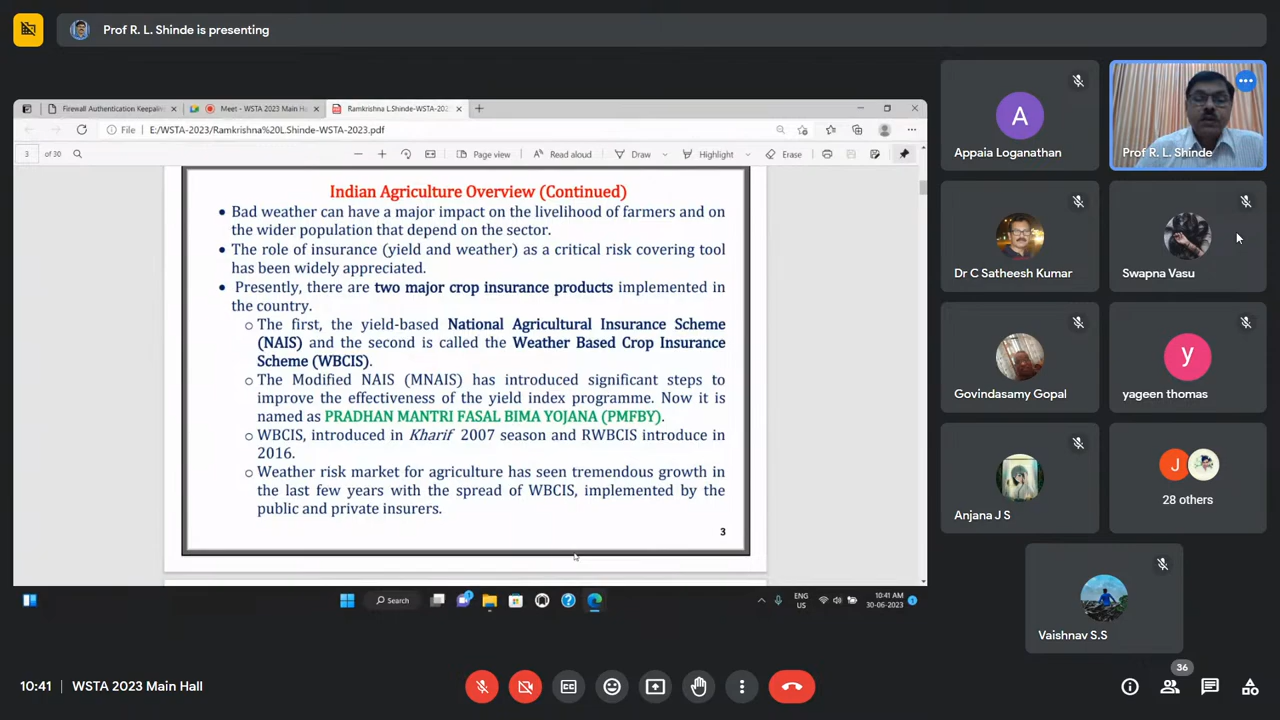 Prof R. L. Shinde is presenting
Firewall Authentication Keepaliv
Meet - WSTA 2023 Main H
Ramkrishna L.Shinde-WSTA-202
File
E:/WSTA-2023/Ramkrishna%20L.Shinde-WSTA-2023.pdf
3 of 30
Page view
Read aloud
Draw
Highlight
Erase
Indian Agriculture Overview (Continued)
• Bad weather can have a major impact on the livelihood of farmers and on
the wider population that depend on the sector.
• The role of insurance (yield and weather) as a critical risk covering tool
has been widely appreciated.
• Presently, there are two major crop insurance products implemented in
the country.
o The first, the yield-based National Agricultural Insurance Scheme
(NAIS) and the second is called the Weather Based Crop Insurance
Scheme (WBCIS).
o The Modified NAIS (MNAIS) has introduced significant steps to
improve the effectiveness of the yield index programme. Now it is
named as PRADHAN MANTRI FASAL BIMA YOJANA (PMFBY).
o WBCIS, introduced in Kharif 2007 season and RWBCIS introduce in
2016.
o Weather risk market for agriculture has seen tremendous growth in
the last few years with the spread of WBCIS, implemented by the
public and private insurers.
3
Search
ENG
US
10:41 AM
30-06-2023
1
A
Appaia Loganathan
Prof R. L. Shinde
Dr C Satheesh Kumar
Swapna Vasu
Govindasamy Gopal
y
yageen thomas
Anjana J S
J
28 others
Vaishnav S.S
10:41 | WSTA 2023 Main Hall
36